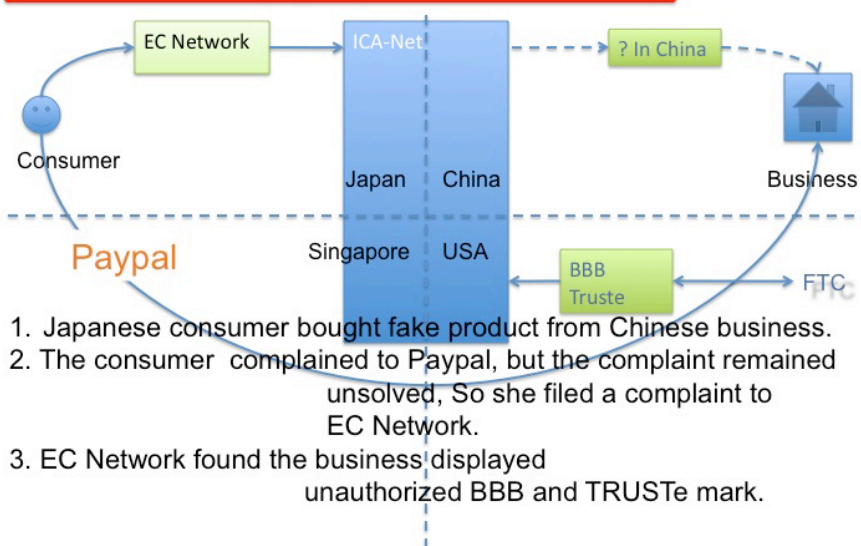 EC Network
ICA-Net
? In China
Consumer
Japan
China
Business
Paypal
Singapore
USA
BBB
Truste
FTC
1. Japanese consumer bought fake product from Chinese business.
2. The consumer complained to Paypal, but the complaint remained
unsolved, So she filed a complaint to
EC Network.
3. EC Network found the business displayed
unauthorized BBB and TRUSTe mark.